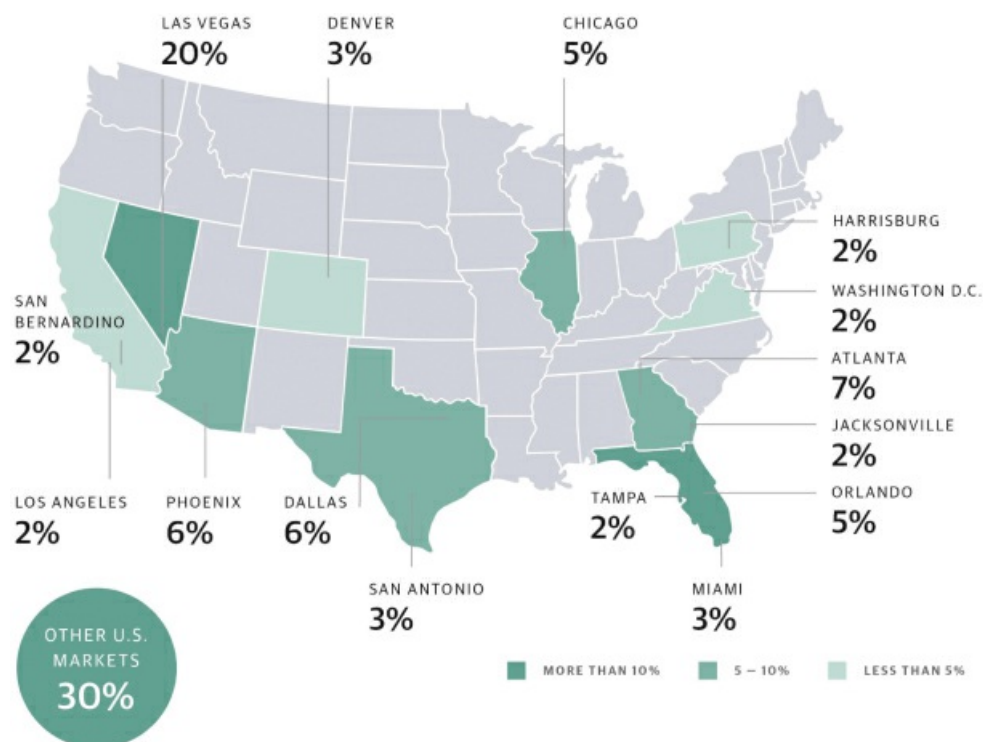 LAS VEGAS
20%
DENVER
3%
CHICAGO
5%
HARRISBURG
2%
WASHINGTON D.C.
2%
ATLANTA
7%
JACKSONVILLE
2%
ORLANDO
5%
SAN
BERNARDINO
2%
LOS ANGELES
2%
PHOENIX
6%
DALLAS
6%
TAMPA
2%
SAN ANTONIO
3%
MIAMI
3%
OTHER U.S.
MARKETS
30%
MORE THAN 10%
5 – 10%
LESS THAN 5%